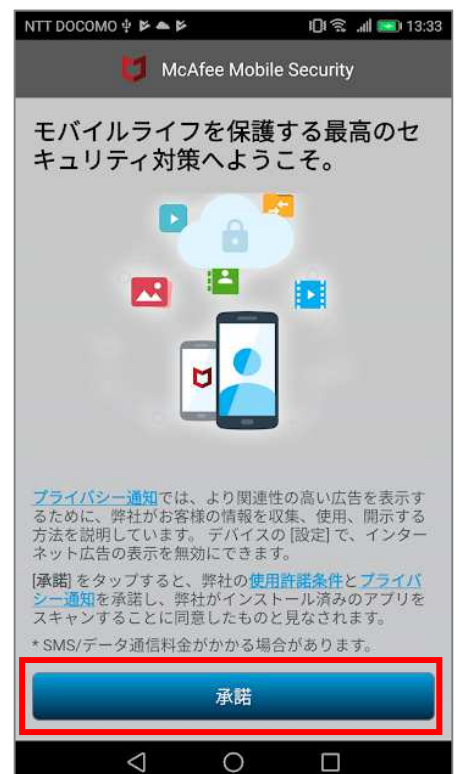 NTT DOCOMO 13:33
McAfee Mobile Security
モバイルライフを保護する最高のセ
キュリティ対策へようこそ。
プライバシー通知では、より関連性の高い広告を表示す
るために、弊社がお客様の情報を収集、使用、開示する
方法を説明しています。 デバイスの [設定] で、インター
ネット広告の表示を無効にできます。
[承諾] をタップすると、弊社の使用許諾条件とプライバ
シー通知を承諾し、弊社がインストール済みのアプリを
スキャンすることに同意したものと見なされます。
* SMS/データ通信料金がかかる場合があります。
承諾